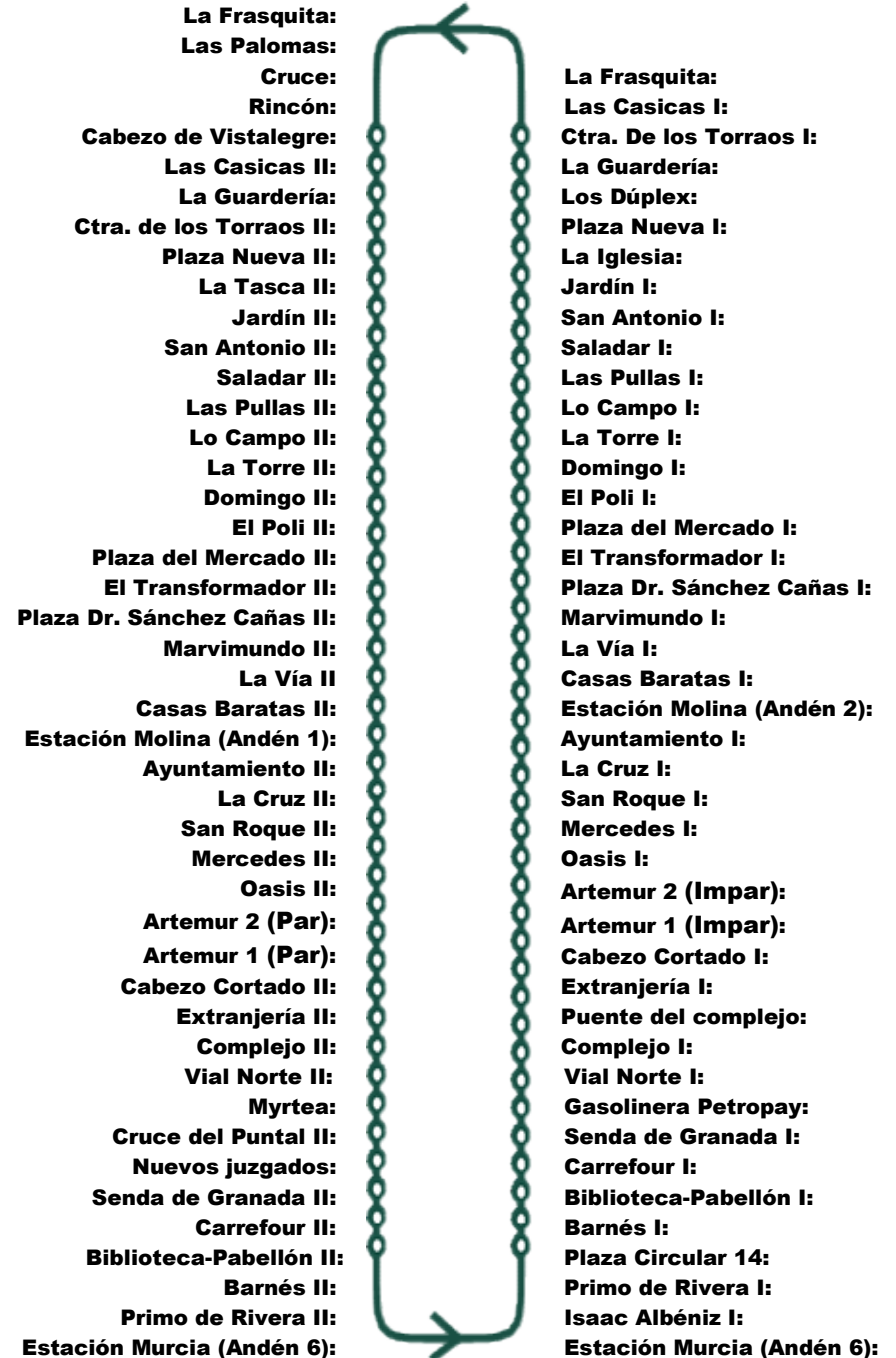 La Frasquita:
Las Palomas:
Cruce:
Rincón:
Cabezo de Vistalegre:
Las Casicas II:
La Guardería:
Ctra. de los Torraos II:
Plaza Nueva II:
La Tasca II:
Jardín II:
San Antonio II:
Saladar II:
Las Pullas II:
Lo Campo II:
La Torre II:
Domingo II:
El Poli II:
Plaza del Mercado II:
El Transformador II:
Plaza Dr. Sánchez Cañas II:
Marvimundo II:
La Vía II
Casas Baratas II:
Estación Molina (Andén 1):
Ayuntamiento II:
La Cruz II:
San Roque II:
Mercedes II:
Oasis II:
Artemur 2 (Par):
Artemur 1 (Par):
Cabezo Cortado II:
Extranjería II:
Complejo II:
Vial Norte II:
Myrtea:
Cruce del Puntal II:
Nuevos juzgados:
Senda de Granada II:
Carrefour II:
Biblioteca-Pabellón II:
Barnés II:
Primo de Rivera II:
Estación Murcia (Andén 6):
La Frasquita:
Las Casicas I:
Ctra. De los Torraos I:
La Guardería:
Los Dúplex:
Plaza Nueva I:
La Iglesia:
Jardín I:
San Antonio I:
Saladar I:
Las Pullas I:
Lo Campo I:
La Torre I:
Domingo I:
El Poli I:
Plaza del Mercado I:
El Transformador I:
Plaza Dr. Sánchez Cañas I:
Marvimundo I:
La Vía I:
Casas Baratas I:
Estación Molina (Andén 2):
Ayuntamiento I:
La Cruz I:
San Roque I:
Mercedes I:
Oasis I:
Artemur 2 (Impar):
Artemur 1 (Impar):
Cabezo Cortado I:
Extranjería I:
Puente del complejo:
Complejo I:
Vial Norte I:
Gasolinera Petropay:
Senda de Granada I:
Carrefour I:
Biblioteca-Pabellón I:
Barnés I:
Plaza Circular 14:
Primo de Rivera I:
Isaac Albéniz I:
Estación Murcia (Andén 6):